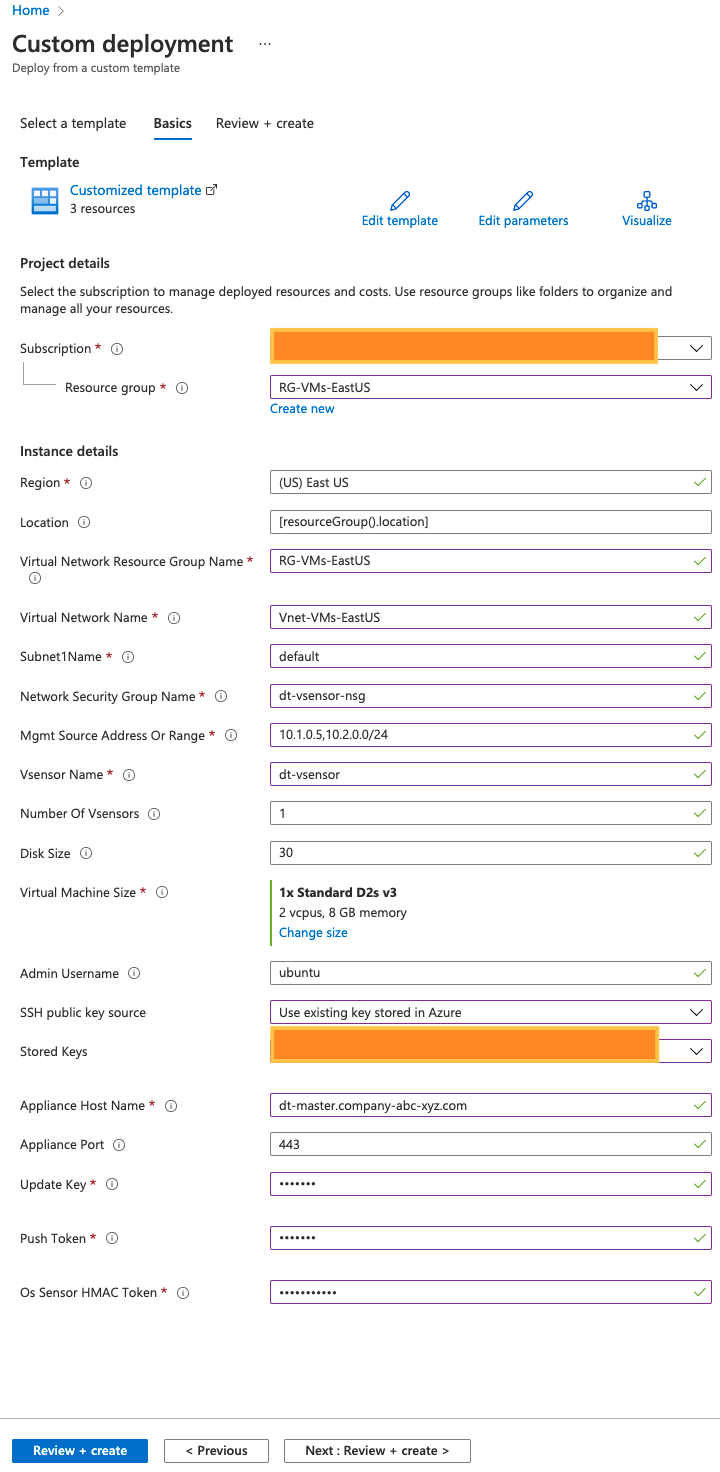 Home >
Custom deployment ...
Deploy from a custom template
Select a template Basics Review + create
Template
Customized template
3 resources
Edit template Edit parameters Visualize
Project details
Select the subscription to manage deployed resources and costs. Use resource groups like folders to organize and
manage all your resources.
Subscription *
Resource group * RG-VMs-EastUS
Create new
Instance details
Region * (US) East US
Location [resourceGroup().location]
Virtual Network Resource Group Name * RG-VMs-EastUS
Virtual Network Name * Vnet-VMs-EastUS
Subnet1Name * default
Network Security Group Name * dt-vsensor-nsg
Mgmt Source Address Or Range * 10.1.0.5,10.2.0.0/24
Vsensor Name * dt-vsensor
Number Of Vsensors 1
Disk Size 30
Virtual Machine Size * 1x Standard D2s v3
2 vcpus, 8 GB memory
Change size
Admin Username ubuntu
SSH public key source Use existing key stored in Azure
Stored Keys
Appliance Host Name * dt-master.company-abc-xyz.com
Appliance Port 443
Update Key * •••••••
Push Token * •••••••
Os Sensor HMAC Token * •••••••••••
Review + create < Previous Next : Review + create >